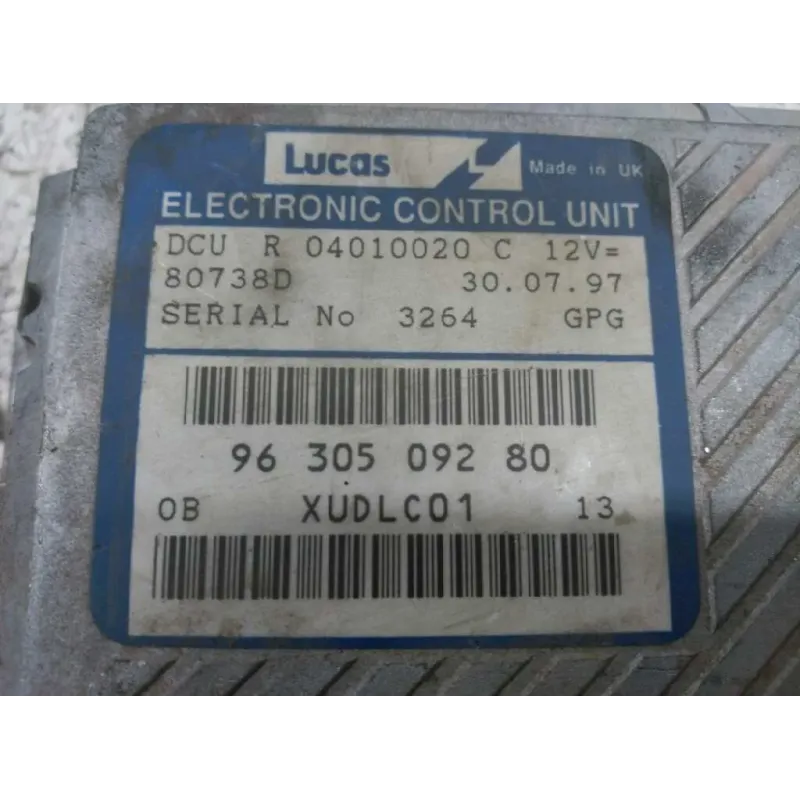 Lucas Made in UK
ELECTRONIC CONTROL UNIT
DCU R 04010020 C 12V=
80738D 30.07.97
SERIAL No 3264 GPG
96 305 092 80
0B XUDLC01 13